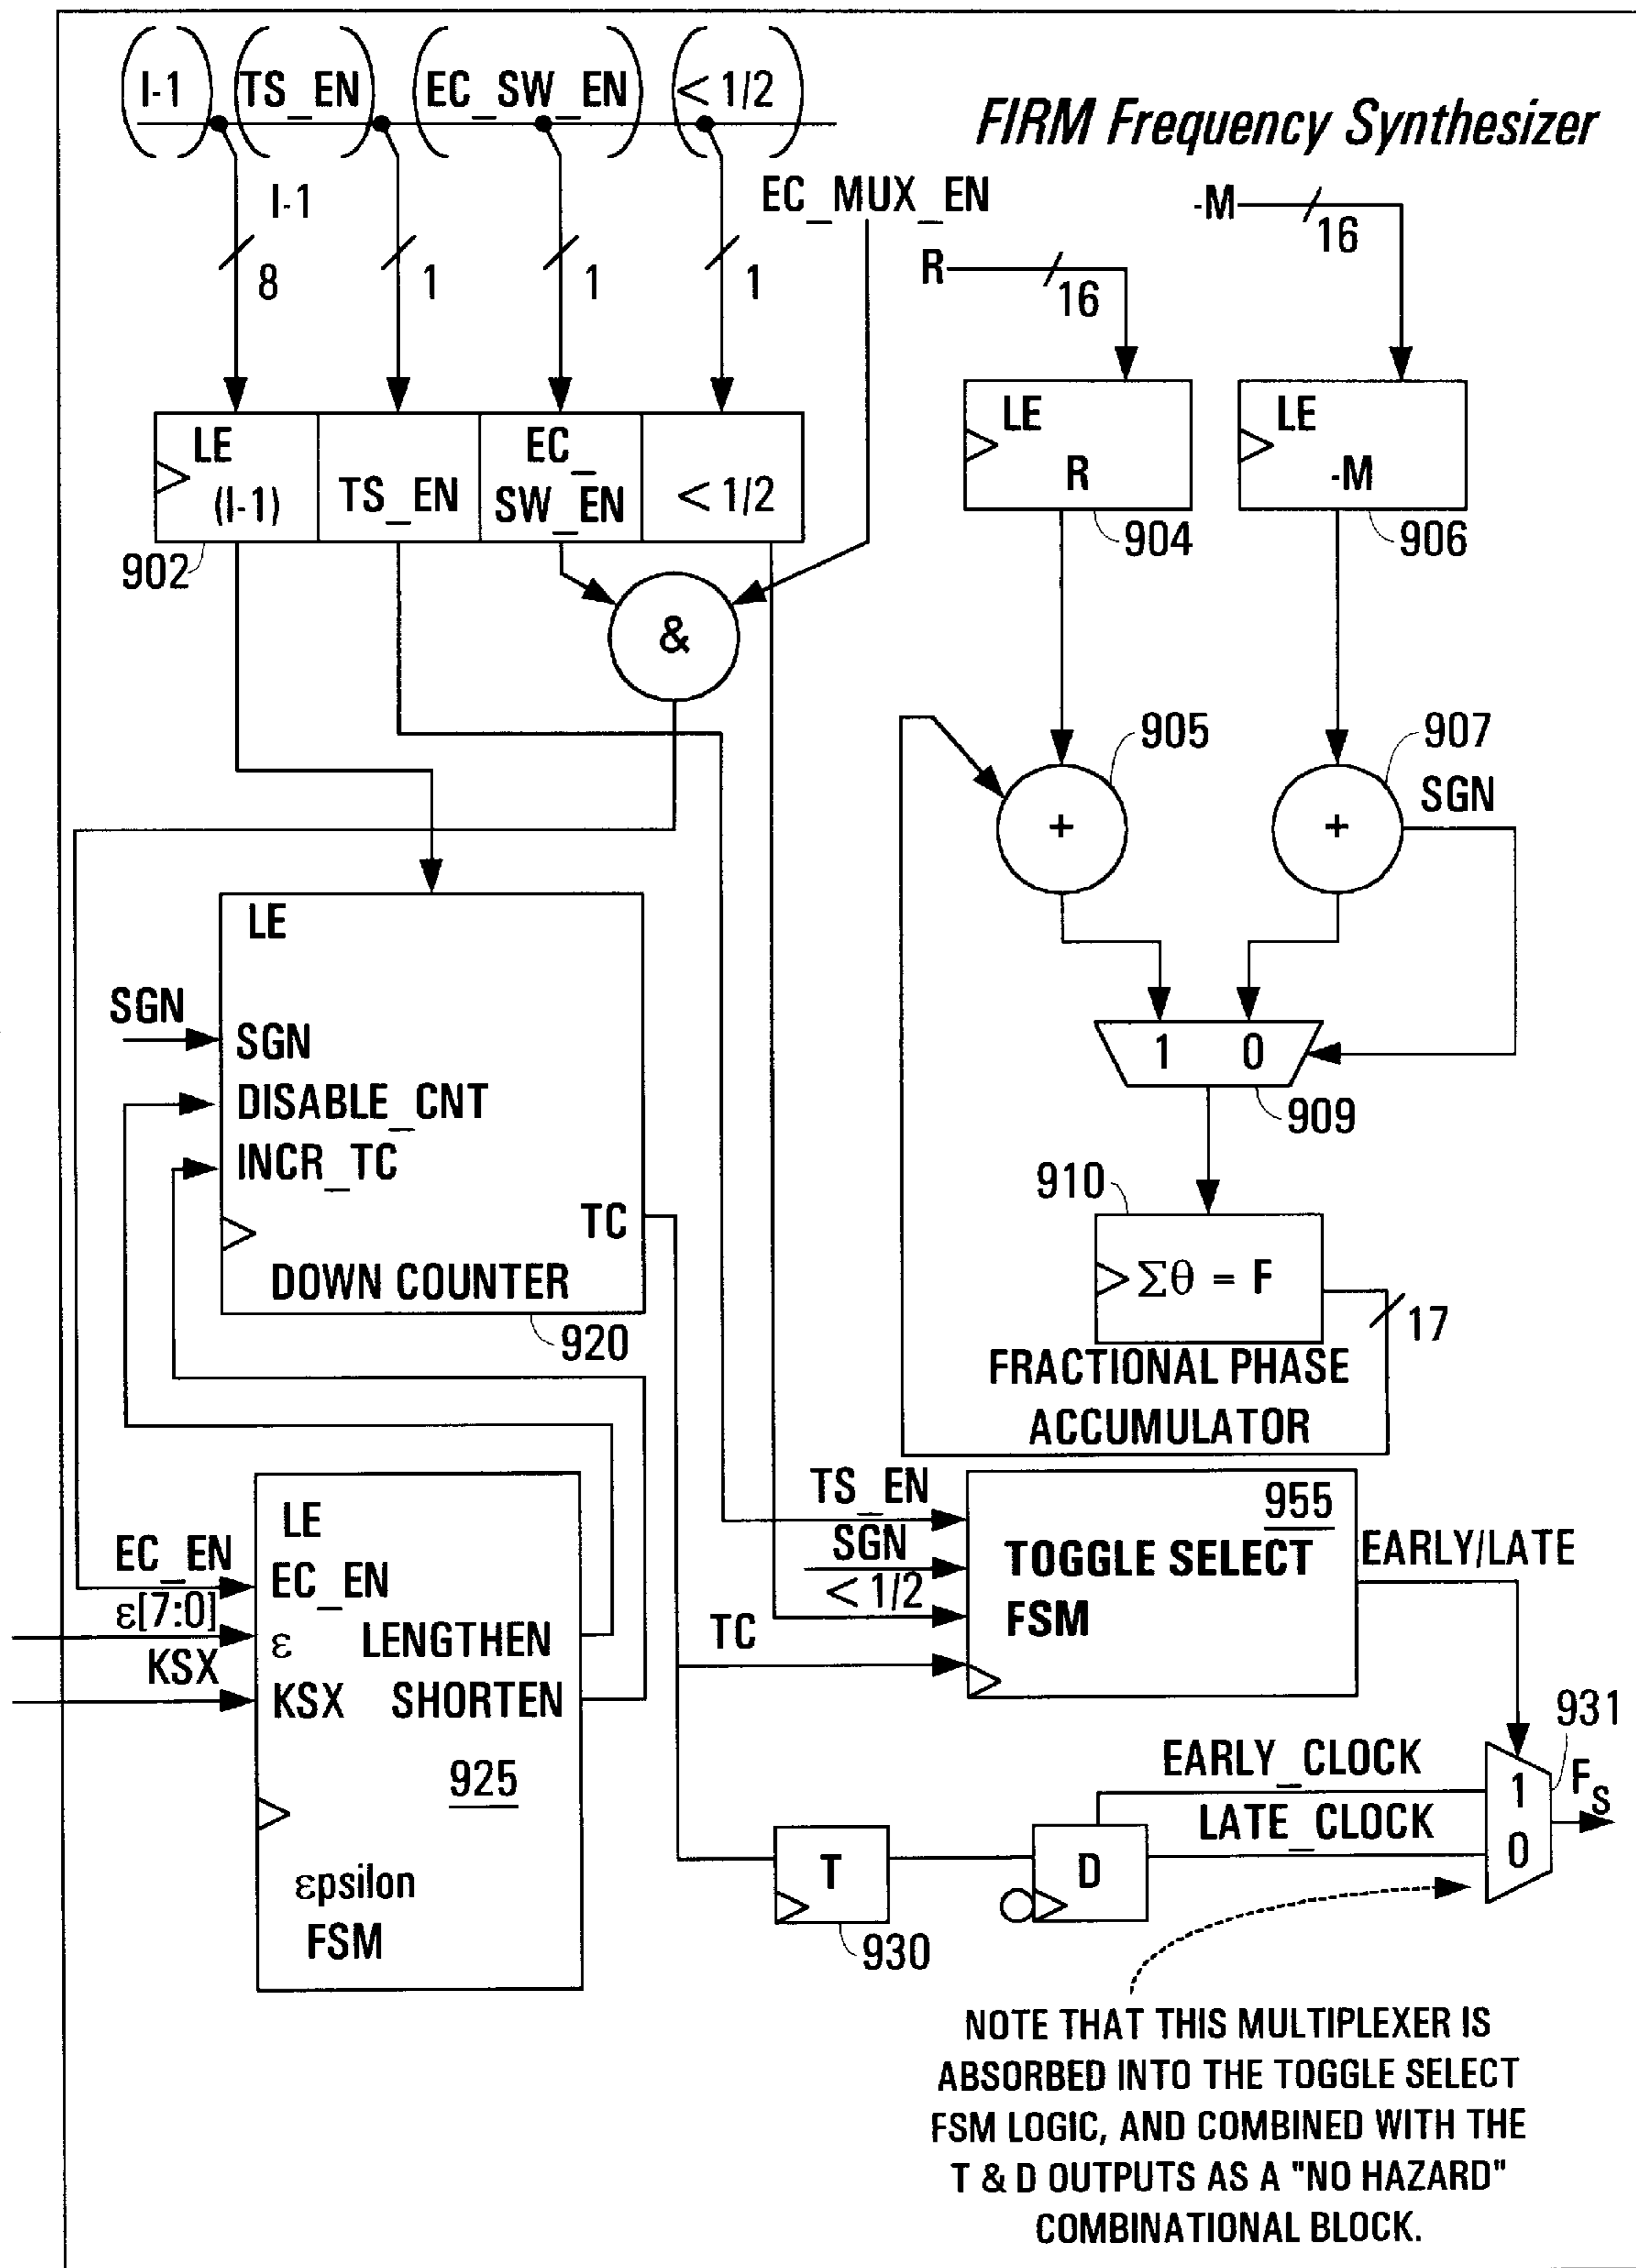 (I-1) (TS_EN) (EC_SW_EN) (< 1/2)
FIRM Frequency Synthesizer
I-1
EC_MUX_EN
-M
16
R
16
8
1
1
1
LE
(I-1)
TS_EN
EC_
SW_EN
< 1/2
LE
R
LE
-M
902
904
906
&
905
907
SGN
+
+
LE
SGN
SGN
DISABLE_CNT
INCR_TC
TC
DOWN COUNTER
920
1
0
909
910
Σθ = F
17
FRACTIONAL PHASE
ACCUMULATOR
LE
EC_EN
EC_EN
ε[7:0]
ε
LENGTHEN
KSX
KSX
SHORTEN
925
εpsilon
FSM
TS_EN
SGN
< 1/2
TC
955
TOGGLE SELECT
FSM
EARLY/LATE
931
EARLY_CLOCK
LATE_CLOCK
1
0
FS
T
D
930
NOTE THAT THIS MULTIPLEXER IS
ABSORBED INTO THE TOGGLE SELECT
FSM LOGIC, AND COMBINED WITH THE
T & D OUTPUTS AS A "NO HAZARD"
COMBINATIONAL BLOCK.